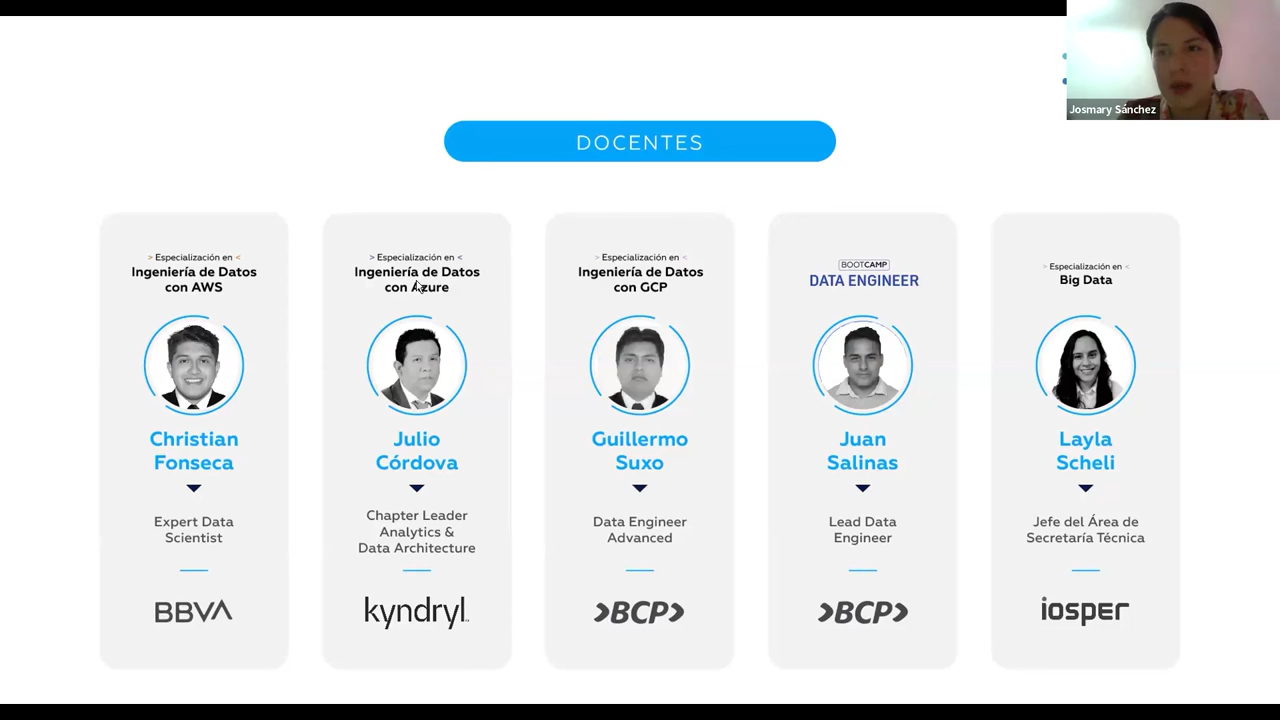 Josmary Sánchez
DOCENTES
> Especialización en <
Ingeniería de Datos
con AWS
Christian
Fonseca
Expert Data
Scientist
BBVA
> Especialización en <
Ingeniería de Datos
con Azure
Julio
Córdova
Chapter Leader
Analytics &
Data Architecture
kyndryl
> Especialización en <
Ingeniería de Datos
con GCP
Guillermo
Suxo
Data Engineer
Advanced
BCP
BOOTCAMP
DATA ENGINEER
Juan
Salinas
Lead Data
Engineer
BCP
> Especialización en <
Big Data
Layla
Scheli
Jefe del Área de
Secretaría Técnica
iosper